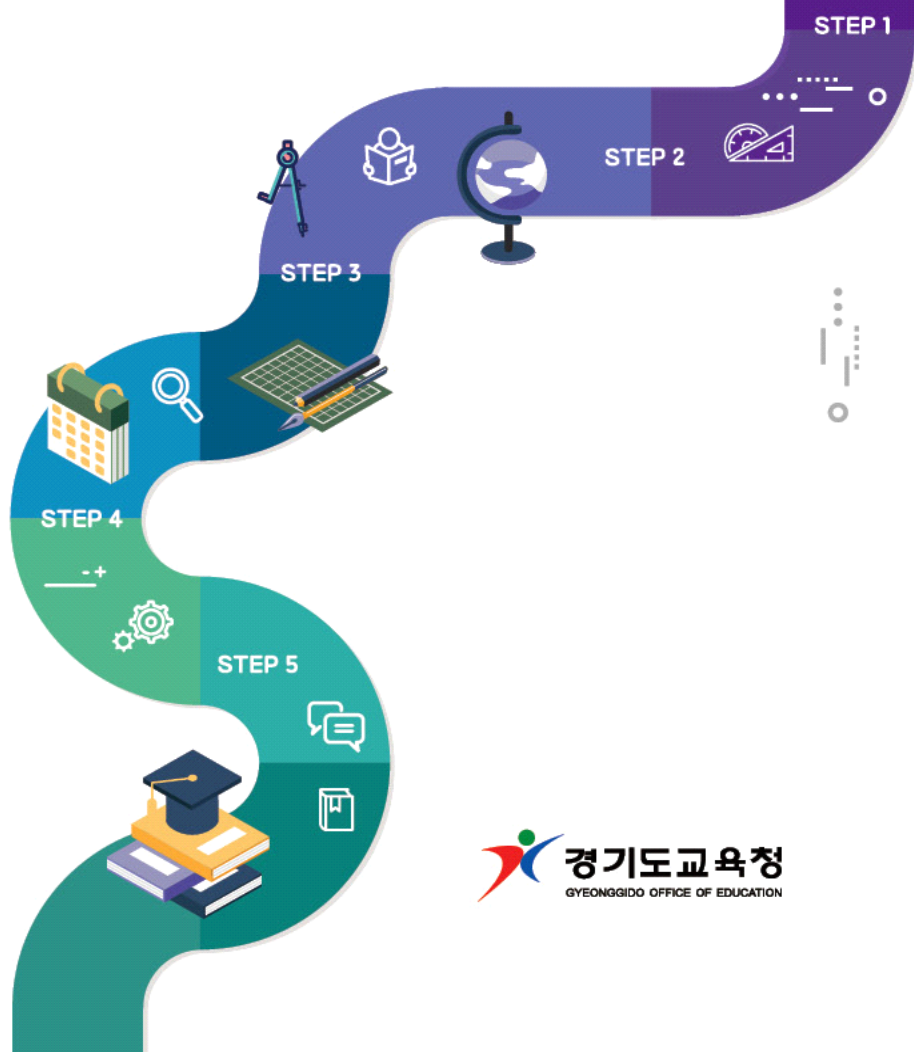 STEP 1
STEP 2
STEP 3
STEP 4
STEP 5
경기도교육청
GYEONGGIDO OFFICE OF EDUCATION